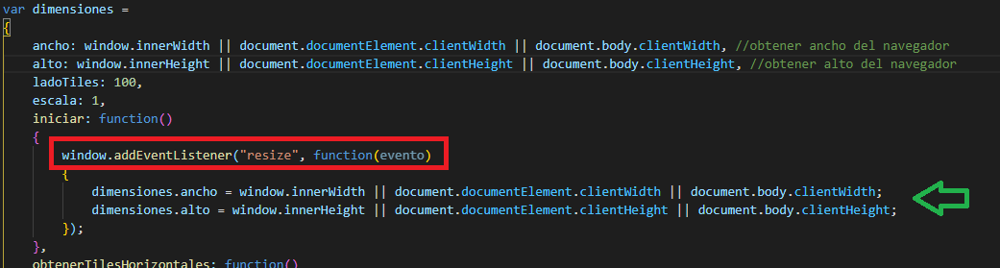 var dimensiones =
{
ancho: window.innerWidth || document.documentElement.clientWidth || document.body.clientWidth, //obtener ancho del navegador
alto: window.innerHeight || document.documentElement.clientHeight || document.body.clientHeight, //obtener alto del navegador
ladoTiles: 100,
escala: 1,
iniciar: function()
{
window.addEventListener("resize", function(evento)
{
dimensiones.ancho = window.innerWidth || document.documentElement.clientWidth || document.body.clientWidth;
dimensiones.alto = window.innerHeight || document.documentElement.clientHeight || document.body.clientHeight;
});
},
obtenerTilesHorizontales: function()